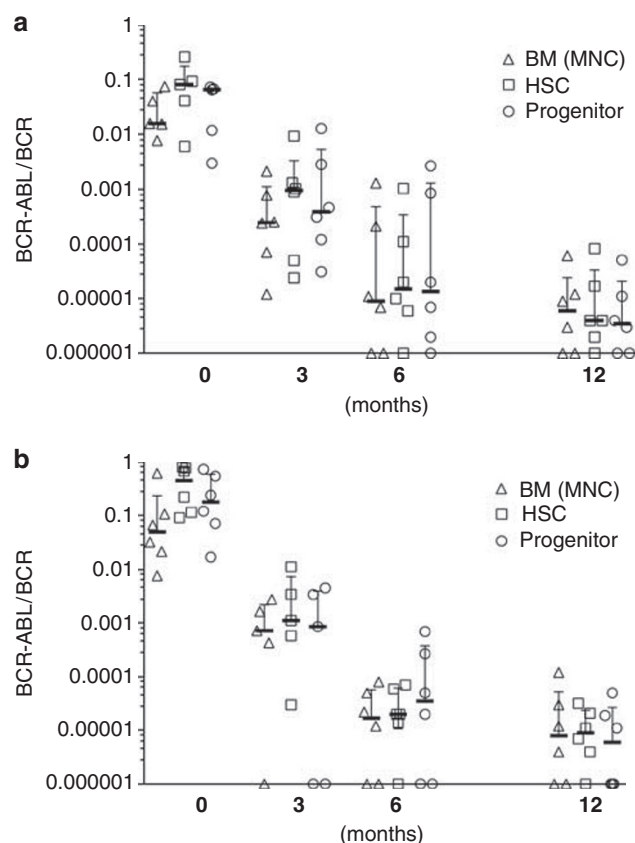 a
1
0.1
0.01
0.001
0.0001
0.00001
0.000001
BCR-ABL/BCR
BM (MNC)
HSC
Progenitor
0 3 6 12
(months)
b
1
0.1
0.01
0.001
0.0001
0.00001
0.000001
BCR-ABL/BCR
BM (MNC)
HSC
Progenitor
0 3 6 12
(months)